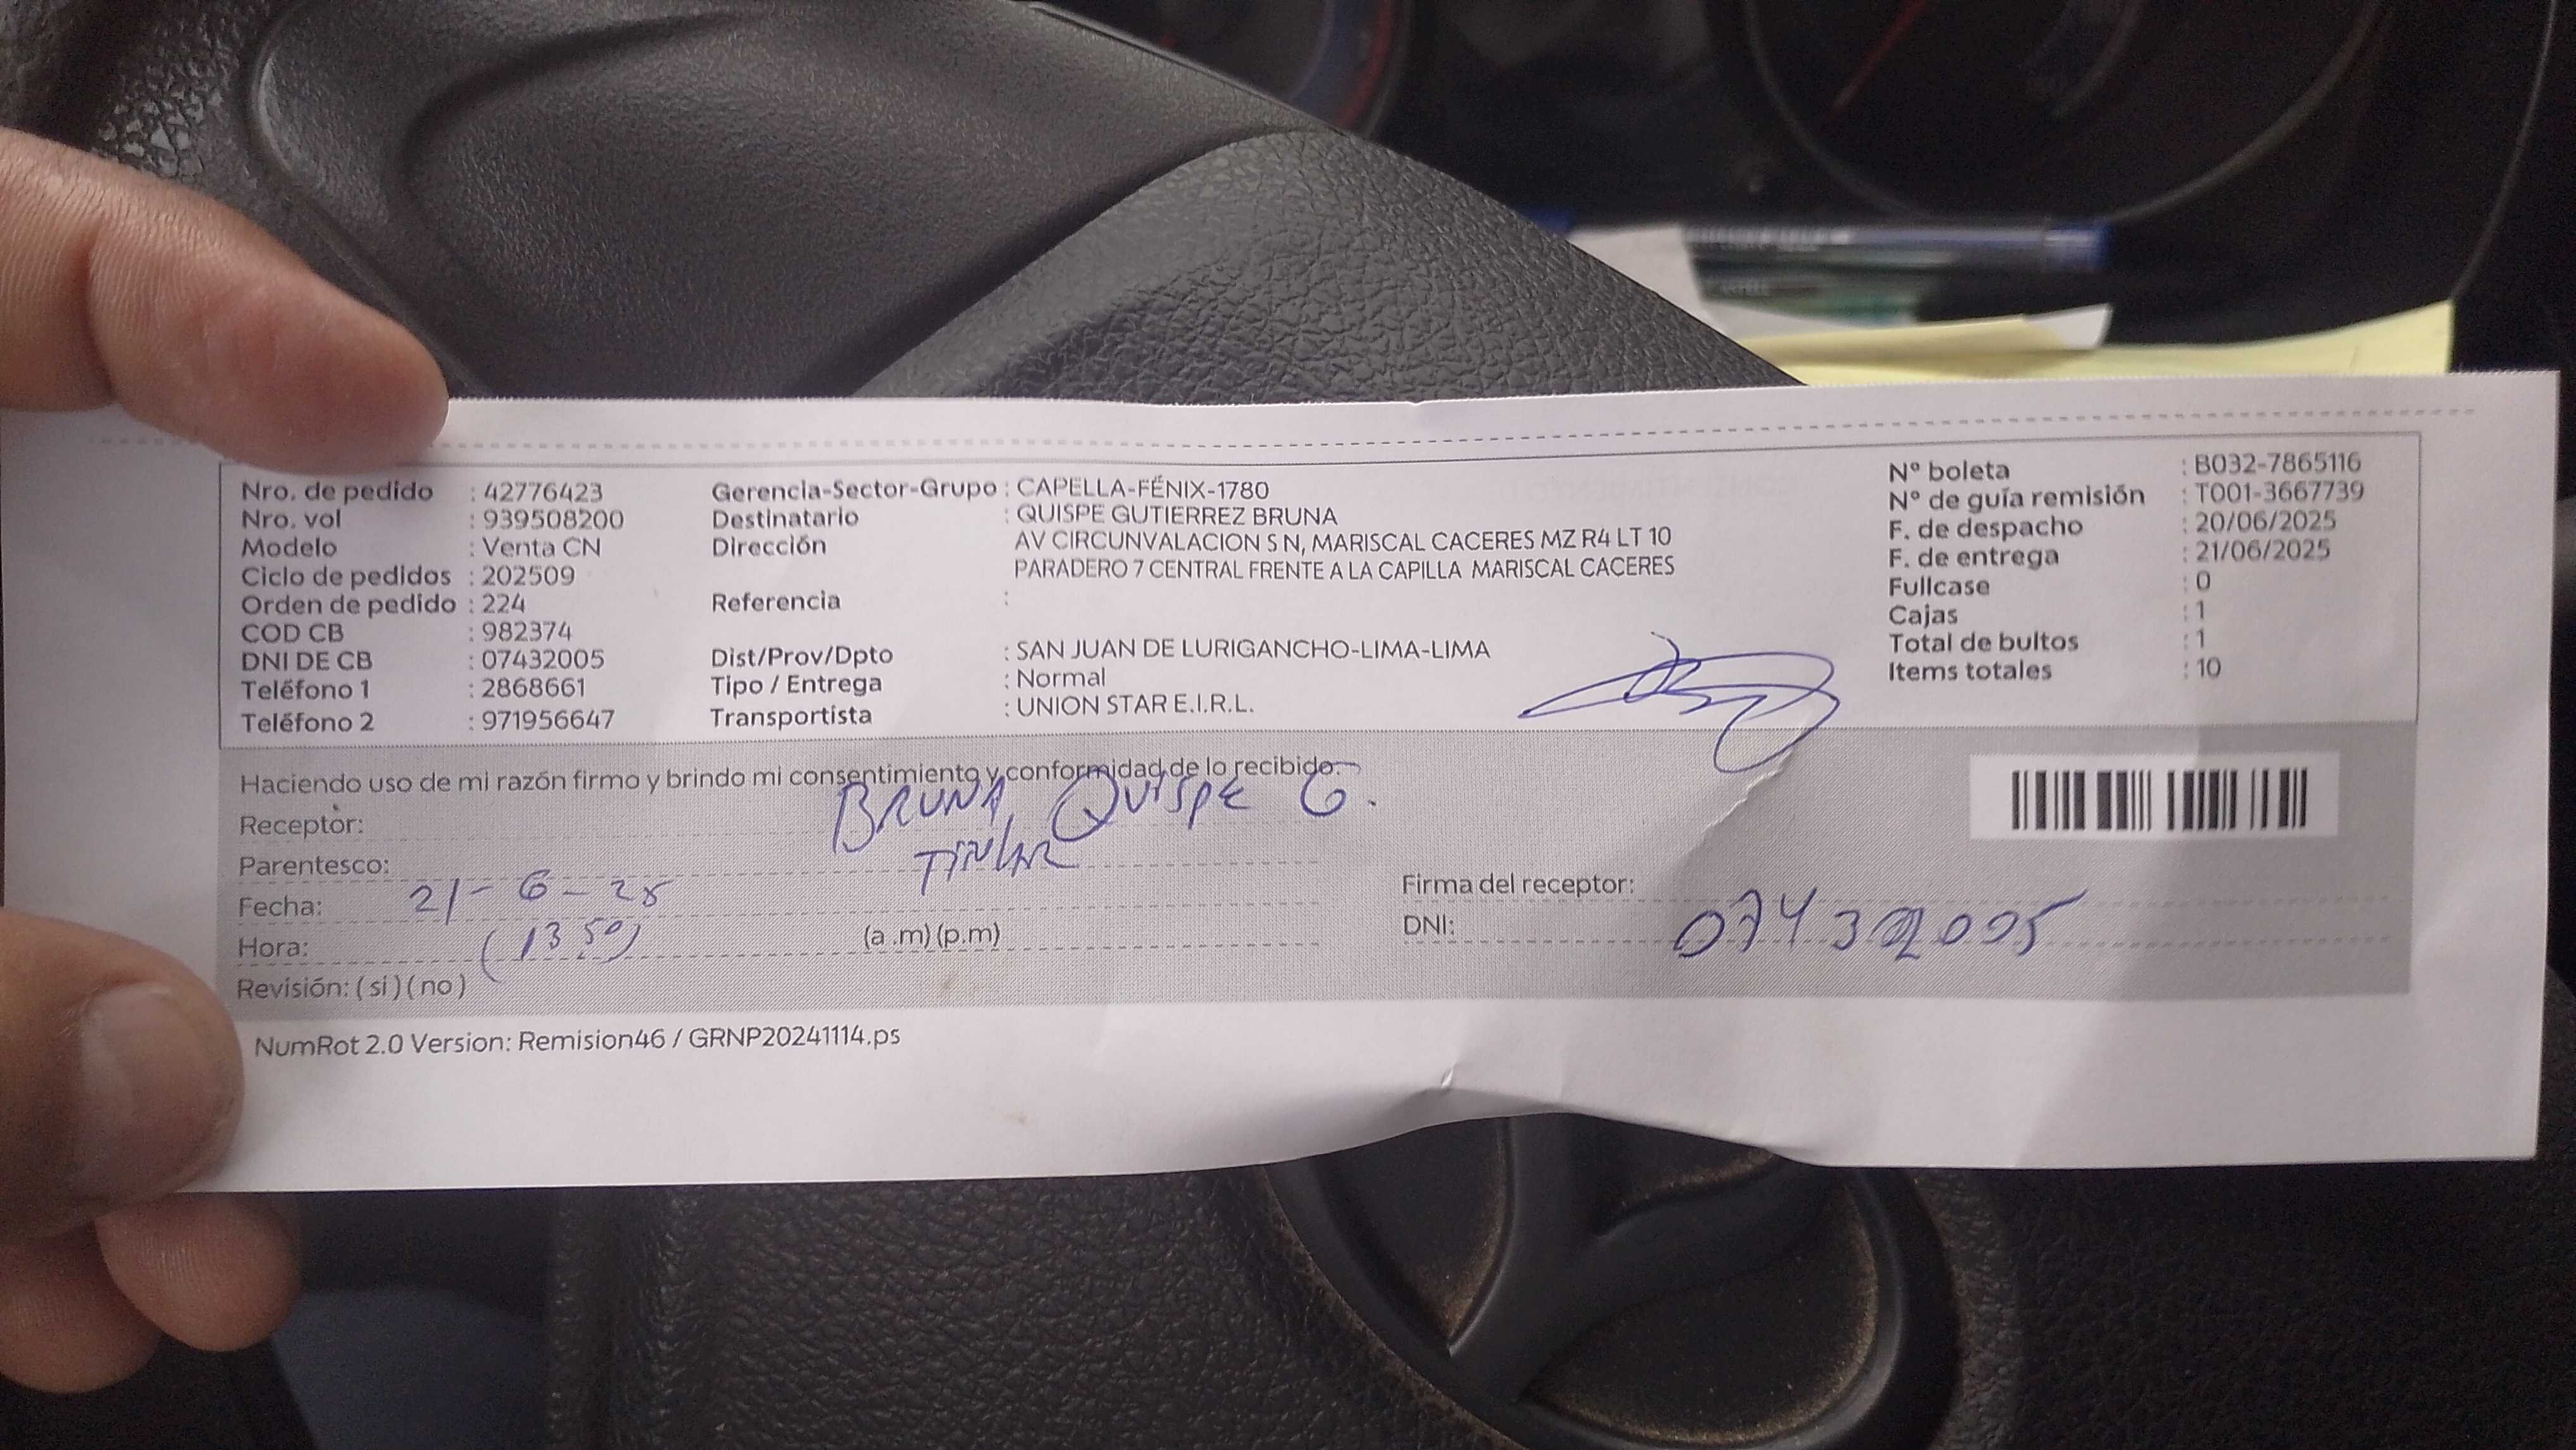 Nro. de pedido : 42776423
Nro. vol : 939508200
Modelo : Venta CN
Ciclo de pedidos : 202509
Orden de pedido : 224
COD CB : 982374
DNI DE CB : 07432005
Teléfono 1 : 2868661
Teléfono 2 : 971956647
Gerencia-Sector-Grupo : CAPELLA-FÉNIX-1780
Destinatario : QUISPE GUTIERREZ BRUNA
Dirección AV CIRCUNVALACION S N, MARISCAL CACERES MZ R4 LT 10
PARADERO 7 CENTRAL FRENTE A LA CAPILLA MARISCAL CACERES
Referencia :
Dist/Prov/Dpto : SAN JUAN DE LURIGANCHO-LIMA-LIMA
Tipo / Entrega : Normal
Transportista : UNION STAR E.I.R.L.
N° boleta : B032-7865116
N° de guía remisión : T001-3667739
F. de despacho : 20/06/2025
F. de entrega : 21/06/2025
Fullcase : 0
Cajas : 1
Total de bultos : 1
Items totales : 10
Haciendo uso de mi razón firmo y brindo mi consentimiento y conformidad de lo recibido.
Receptor: BRUNA QUISPE G.
Parentesco: TITULAR
Fecha: 21-6-25
Hora: (13 50) (a .m) (p.m)
Revisión: ( si ) ( no )
Firma del receptor:
DNI: 07432005
NumRot 2.0 Version: Remision46 / GRNP20241114.ps